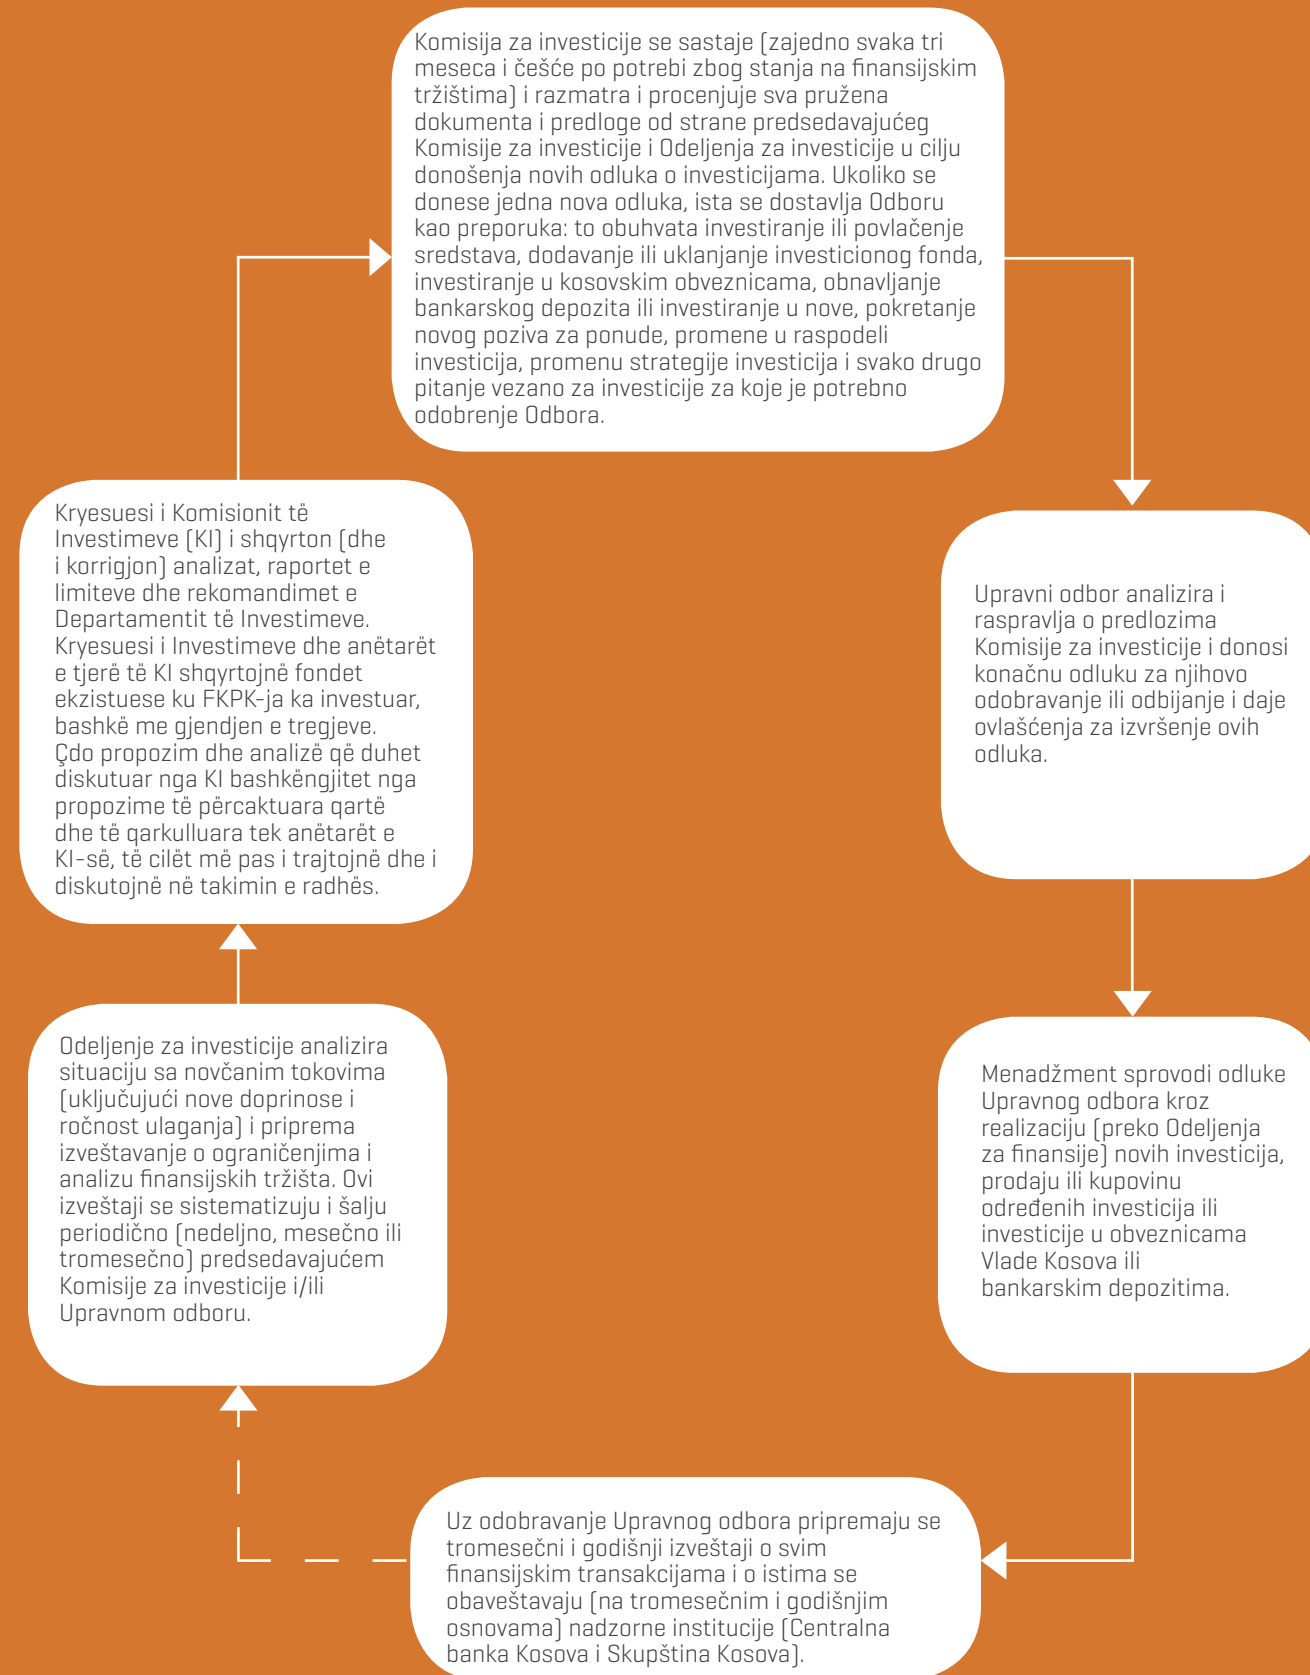 Komisija za investicije se sastaje (zajedno svaka tri
meseca i češće po potrebi zbog stanja na finansijskim
tržištima) i razmatra i procenjuje sva pružena
dokumenta i predloge od strane predsedavajućeg
Komisije za investicije i Odeljenja za investicije u cilju
donošenja novih odluka o investicijama. Ukoliko se
donese jedna nova odluka, ista se dostavlja Odboru
kao preporuka: to obuhvata investiranje ili povlačenje
sredstava, dodavanje ili uklanjanje investicionog fonda,
investiranje u kosovskim obveznicama, obnavljanje
bankarskog depozita ili investiranje u nove, pokretanje
novog poziva za ponude, promene u raspodeli
investicija, promenu strategije investicija i svako drugo
pitanje vezano za investicije za koje je potrebno
odobrenje Odbora.
Kryesuesi i Komisionit të
Investimeve (KI) i shqyrton (dhe
i korrigjon) analizat, raportet e
limiteve dhe rekomandimet e
Departamentit të Investimeve.
Kryesuesi i Investimeve dhe anëtarët
e tjerë të KI shqyrtojnë fondet
ekzistuese ku FKPK-ja ka investuar,
bashkë me gjendjen e tregjeve.
Çdo propozim dhe analizë që duhet
diskutuar nga KI bashkëngjitet nga
propozime të përcaktuara qartë
dhe të qarkulluara tek anëtarët e
KI-së, të cilët më pas i trajtojnë dhe i
diskutojnë në takimin e radhës.
Upravni odbor analizira i
raspravlja o predlozima
Komisije za investicije i donosi
konačnu odluku za njihovo
odobravanje ili odbijanje i daje
ovlašćenja za izvršenje ovih
odluka.
Odeljenje za investicije analizira
situaciju sa novčanim tokovima
(uključujući nove doprinose i
ročnost ulaganja) i priprema
izveštavanje o ograničenjima i
analizu finansijskih tržišta. Ovi
izveštaji se sistematizuju i šalju
periodično (nedeljno, mesečno ili
tromesečno) predsedavajućem
Komisije za investicije i/ili
Upravnom odboru.
Menadžment sprovodi odluke
Upravnog odbora kroz
realizaciju (preko Odeljenja
za finansije) novih investicija,
prodaju ili kupovinu
određenih investicija ili
investicije u obveznicama
Vlade Kosova ili
bankarskim depozitima.
Uz odobravanje Upravnog odbora pripremaju se
tromesečni i godišnji izveštaji o svim
finansijskim transakcijama i o istima se
obaveštavaju (na tromesečnim i godišnjim
osnovama) nadzorne institucije (Centralna
banka Kosova i Skupština Kosova).